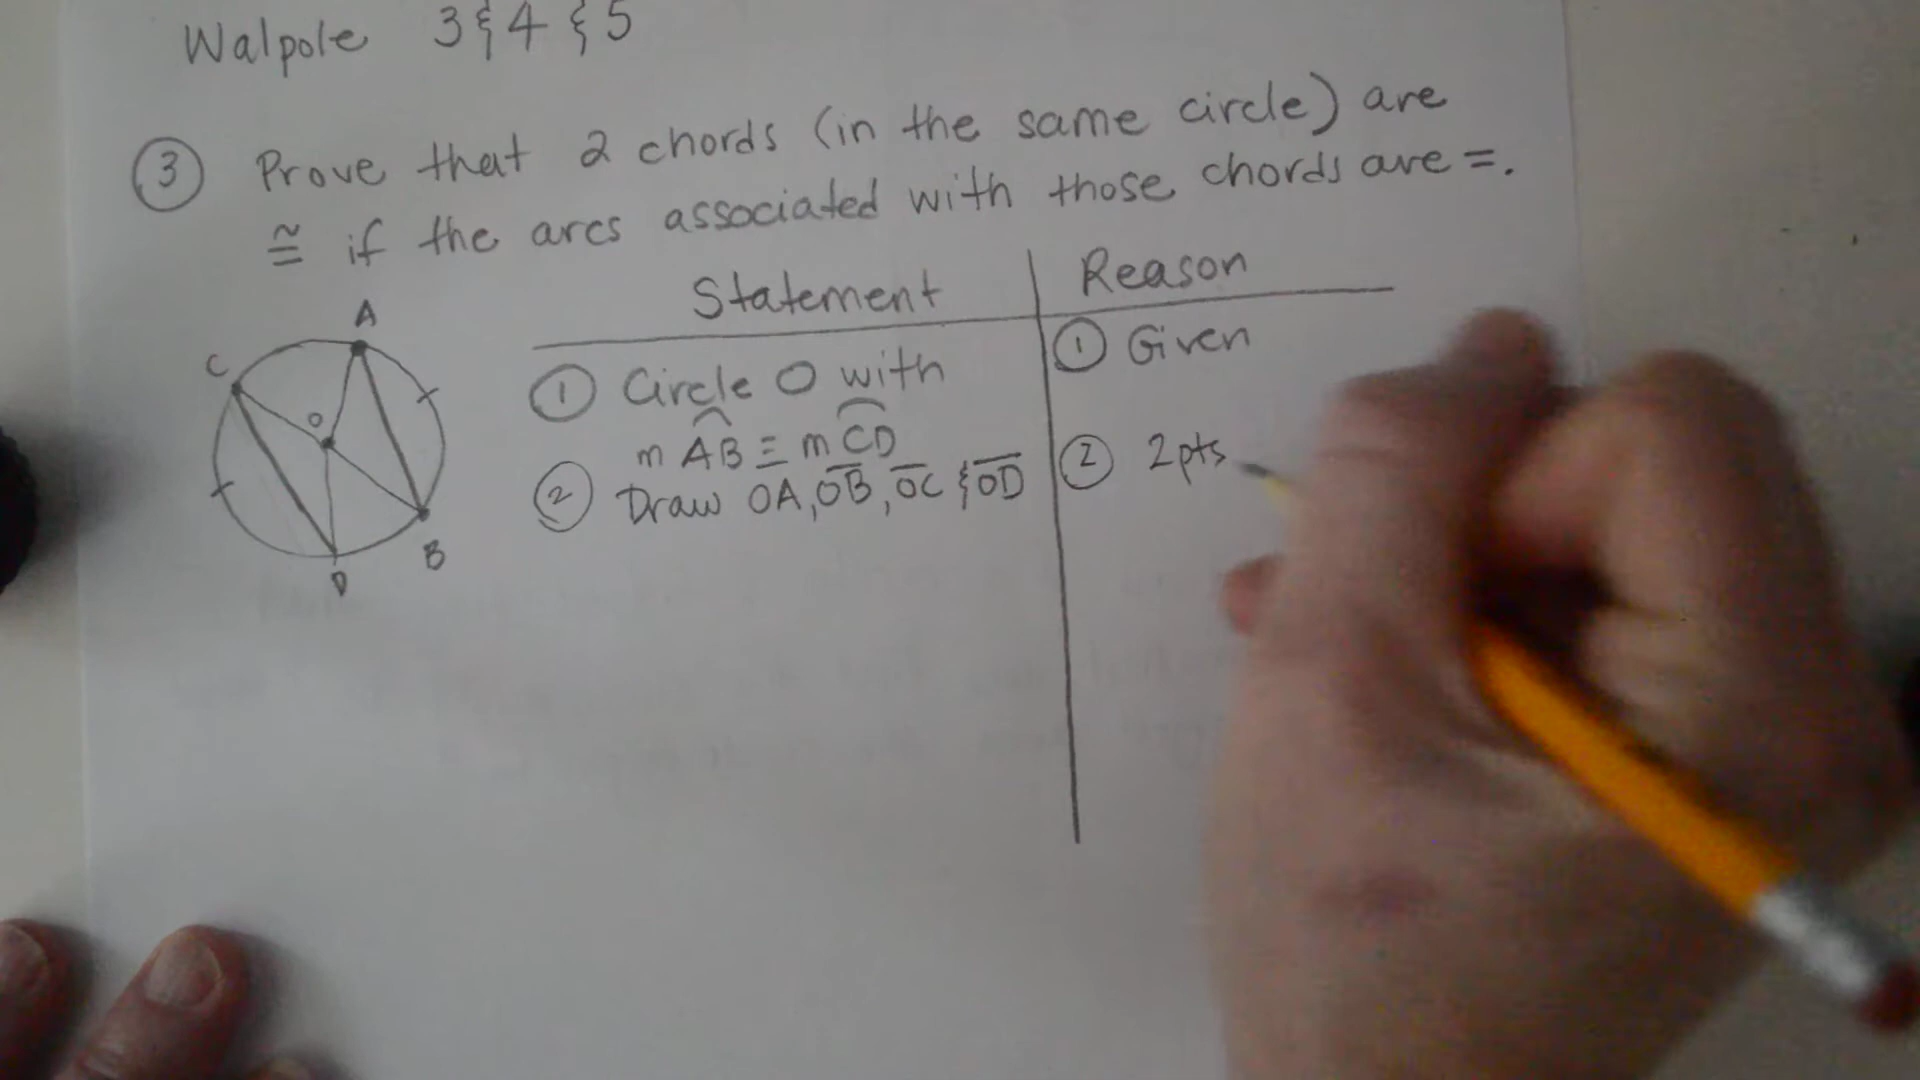 Walpole 3 & 4 & 5
③ Prove that 2 chords (in the same circle) are
≅ if the arcs associated with those chords are =.
Statement Reason
① Circle O with
m AB = m CD
② Draw OA, OB, OC & OD
① Given
② 2pts
A
C
O
B
D